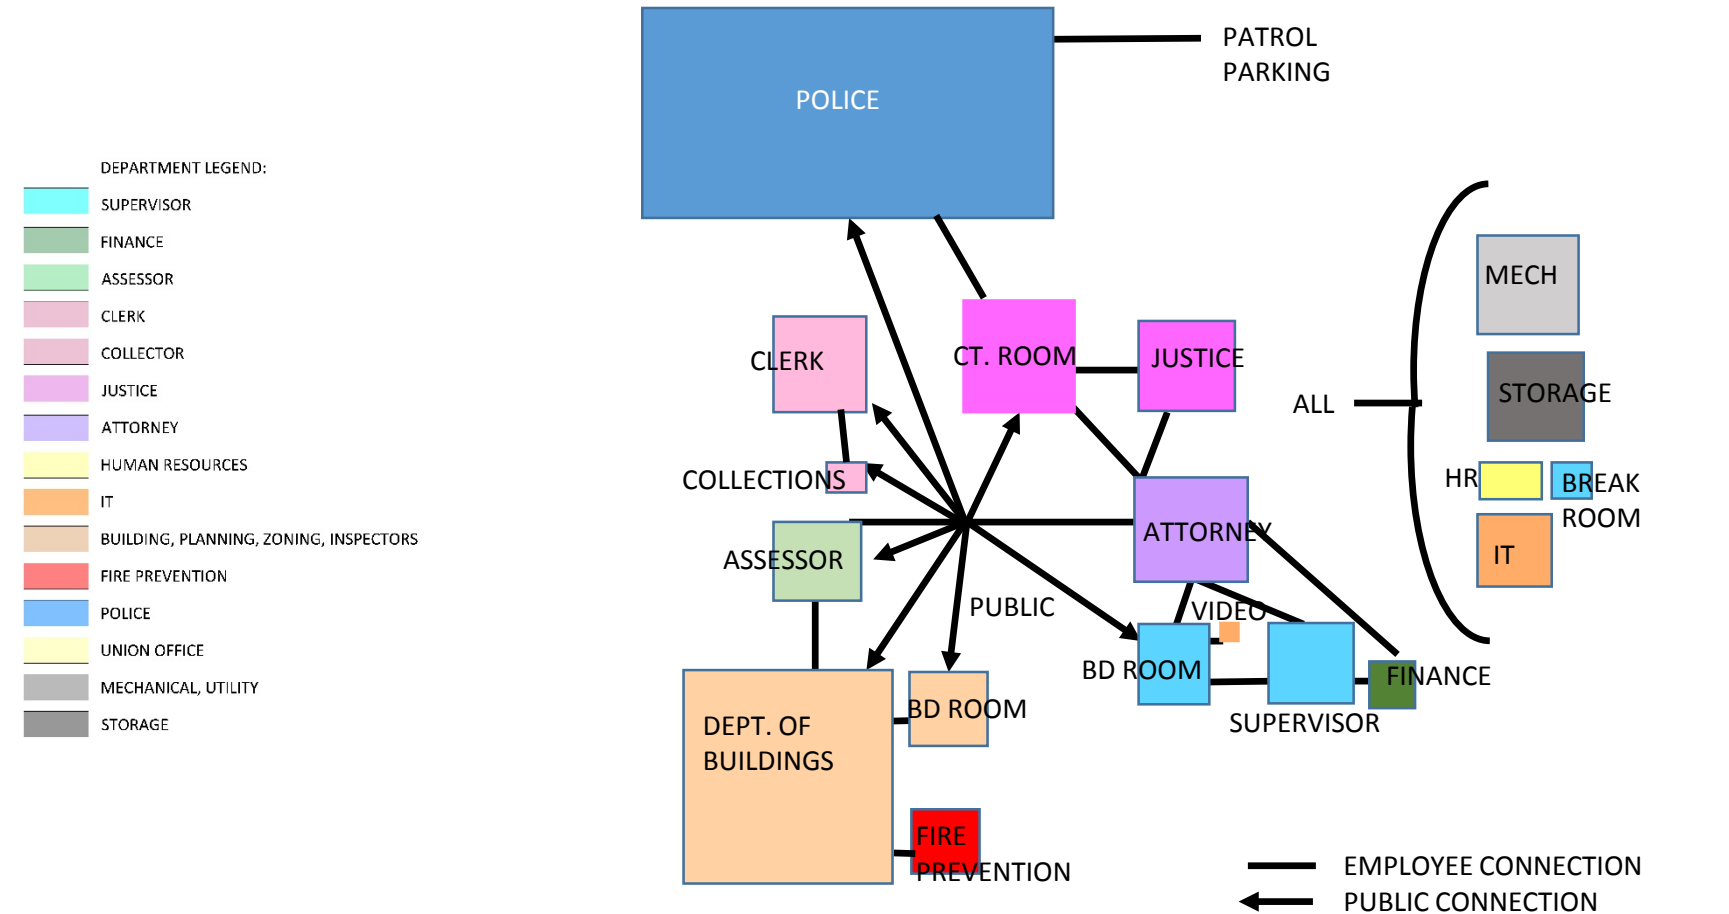 PATROL
PARKING
POLICE
DEPARTMENT LEGEND:
SUPERVISOR
FINANCE
ASSESSOR
CLERK
COLLECTOR
JUSTICE
ATTORNEY
HUMAN RESOURCES
IT
BUILDING, PLANNING, ZONING, INSPECTORS
FIRE PREVENTION
POLICE
UNION OFFICE
MECHANICAL, UTILITY
STORAGE
CLERK
CT. ROOM
JUSTICE
COLLECTIONS
ASSESSOR
ATTORNEY
PUBLIC
VIDEO
BD ROOM
FINANCE
SUPERVISOR
DEPT. OF
BUILDINGS
BD ROOM
FIRE
PREVENTION
ALL
MECH
STORAGE
HR
BREAK
ROOM
IT
EMPLOYEE CONNECTION
PUBLIC CONNECTION